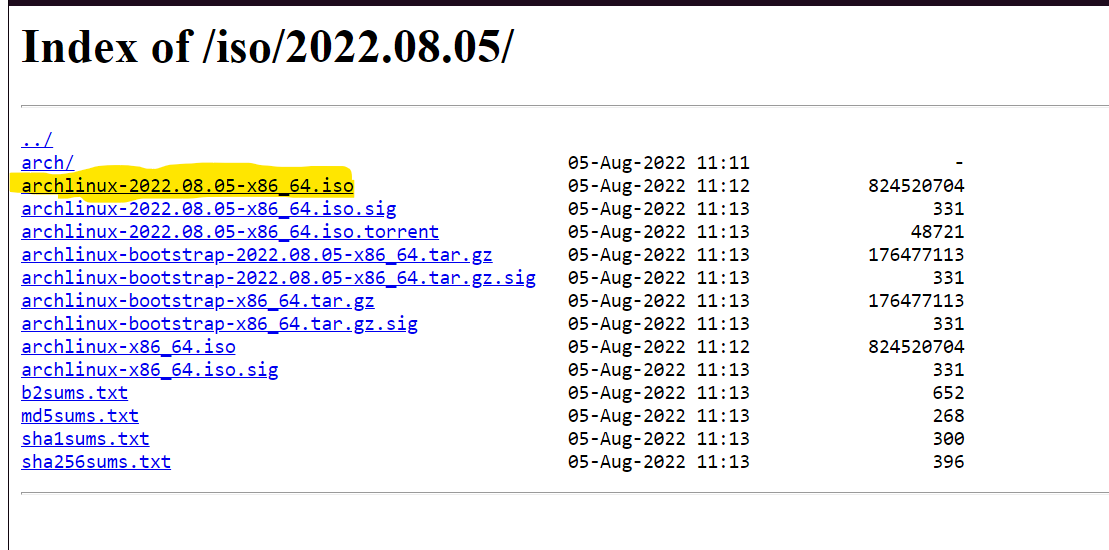 Index of /iso/2022.08.05/
../
arch/ 05-Aug-2022 11:11 -
archlinux-2022.08.05-x86_64.iso 05-Aug-2022 11:12 824520704
archlinux-2022.08.05-x86_64.iso.sig 05-Aug-2022 11:13 331
archlinux-2022.08.05-x86_64.iso.torrent 05-Aug-2022 11:13 48721
archlinux-bootstrap-2022.08.05-x86_64.tar.gz 05-Aug-2022 11:13 176477113
archlinux-bootstrap-2022.08.05-x86_64.tar.gz.sig 05-Aug-2022 11:13 331
archlinux-bootstrap-x86_64.tar.gz 05-Aug-2022 11:13 176477113
archlinux-bootstrap-x86_64.tar.gz.sig 05-Aug-2022 11:13 331
archlinux-x86_64.iso 05-Aug-2022 11:12 824520704
archlinux-x86_64.iso.sig 05-Aug-2022 11:13 331
b2sums.txt 05-Aug-2022 11:13 652
md5sums.txt 05-Aug-2022 11:13 268
sha1sums.txt 05-Aug-2022 11:13 300
sha256sums.txt 05-Aug-2022 11:13 396